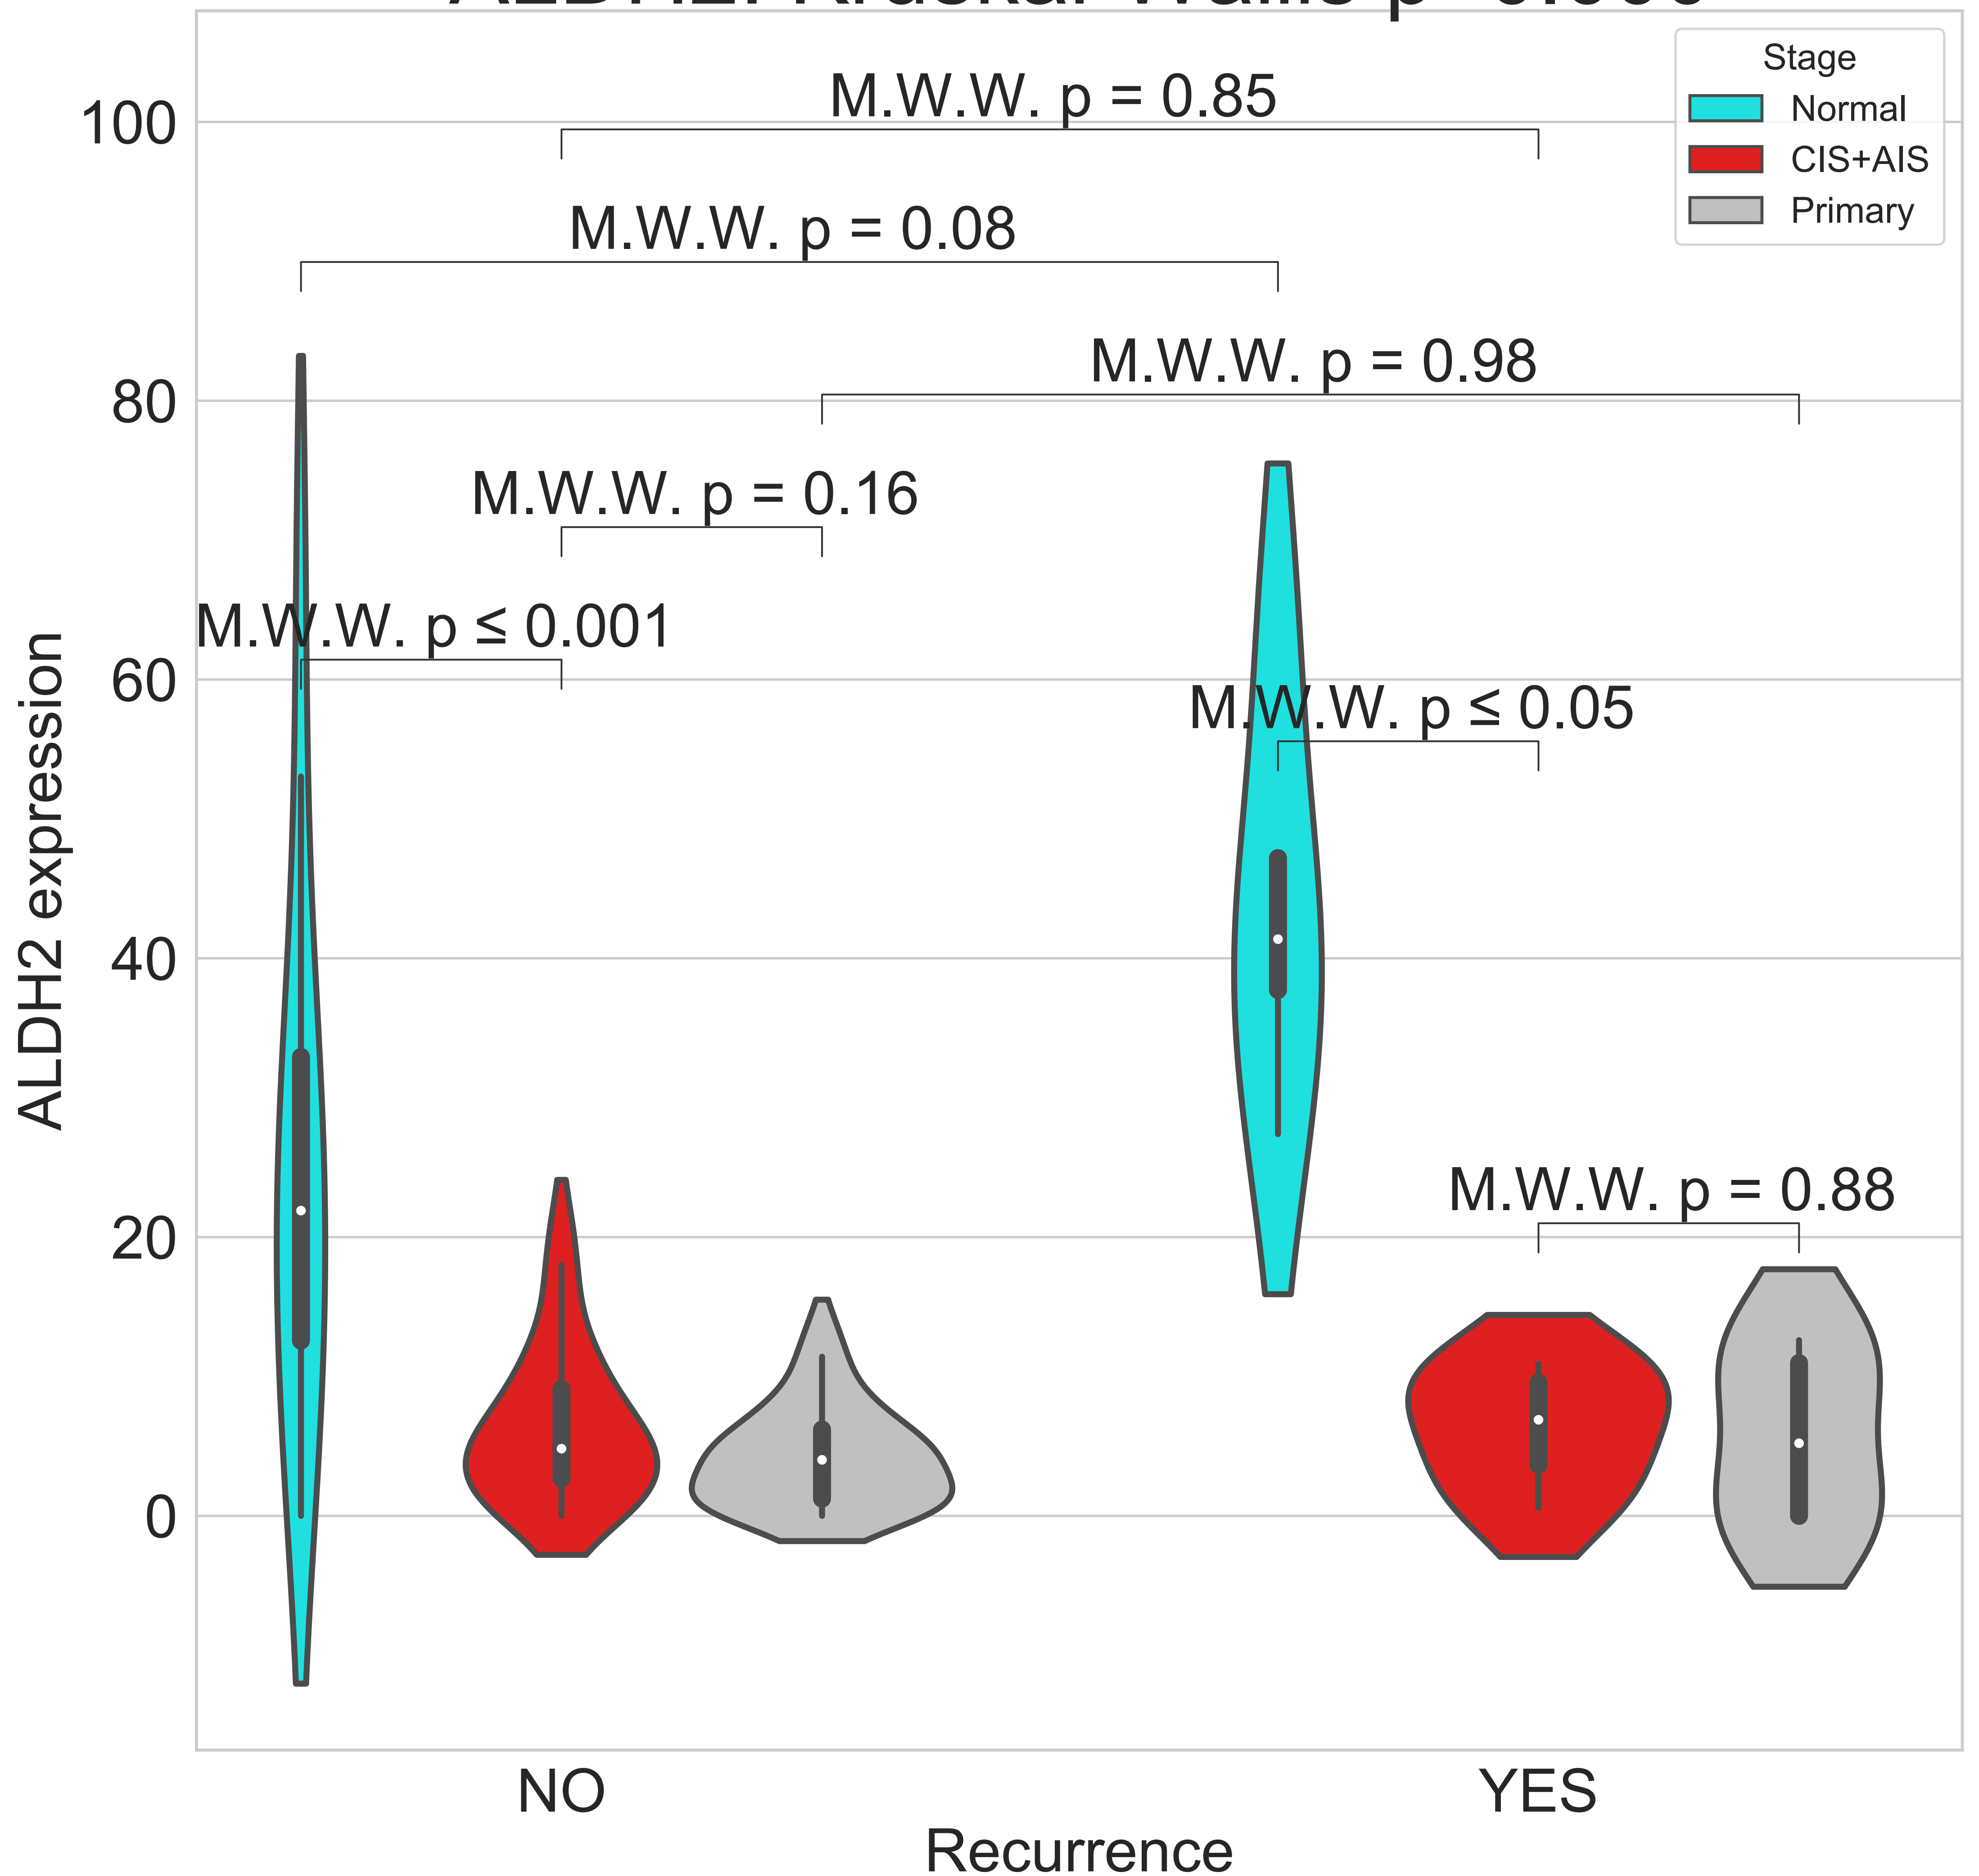 Stage
Normal
CIS+AIS
Primary
M.W.W. p = 0.85
M.W.W. p = 0.08
M.W.W. p = 0.98
M.W.W. p = 0.16
M.W.W. p ≤ 0.001
M.W.W. p ≤ 0.05
M.W.W. p = 0.88
ALDH2 expression
100
80
60
40
20
0
NO
YES
Recurrence